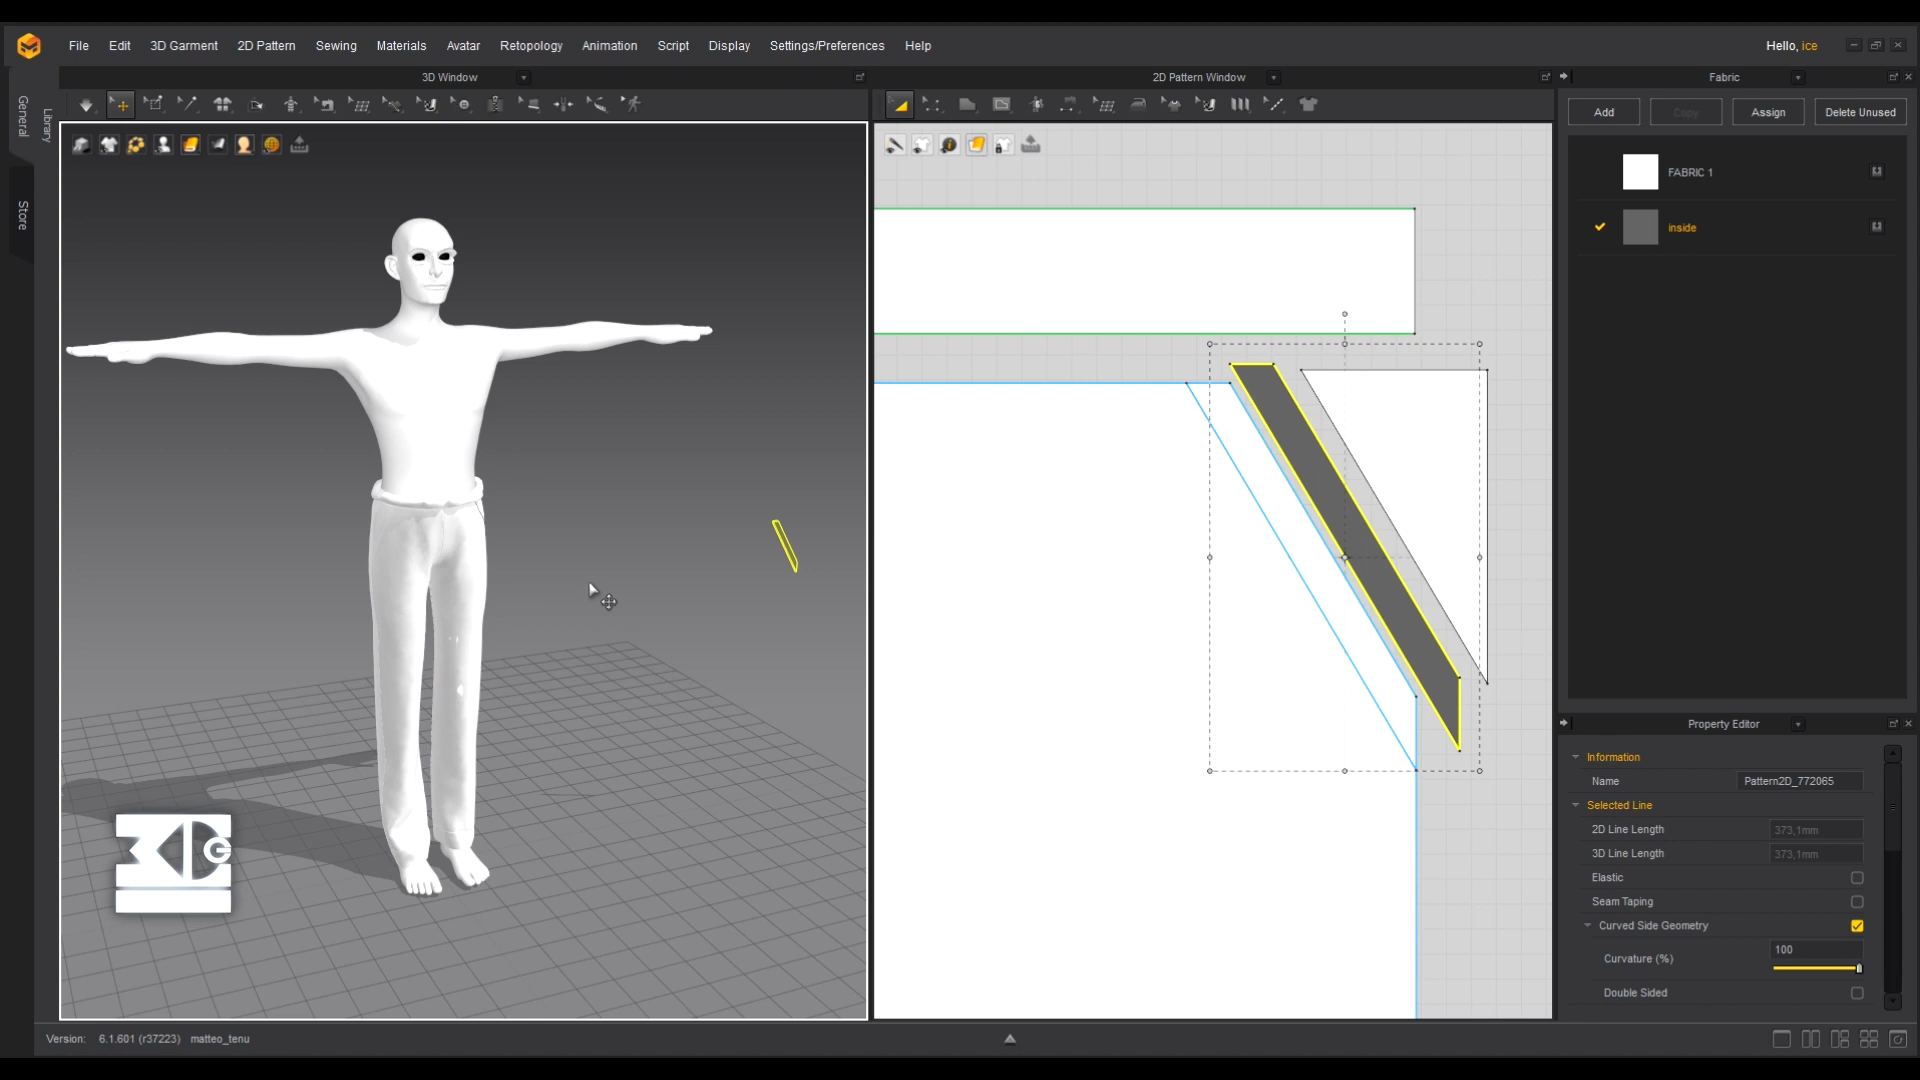 File Edit 3D Garment 2D Pattern Sewing Materials Avatar Retopology Animation Script Display Settings/Preferences Help
Hello, ice
General
Library
Store
3D Window
2D Pattern Window
Fabric
Add Copy Assign Delete Unused
FABRIC 1
inside
Property Editor
Information
Name Pattern2D_772065
Selected Line
2D Line Length 373,1mm
3D Line Length 373,1mm
Elastic
Seam Taping
Curved Side Geometry
Curvature (%) 100
Double Sided
Version: 6.1.601 (r37223) matteo_tenu